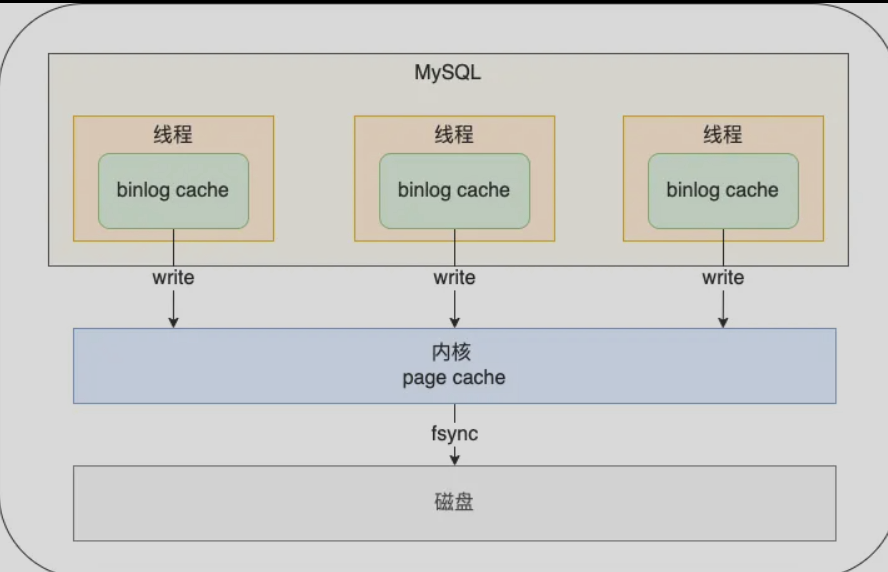 MySQL
线程 线程 线程
binlog cache binlog cache binlog cache
write write write
内核
page cache
fsync
磁盘